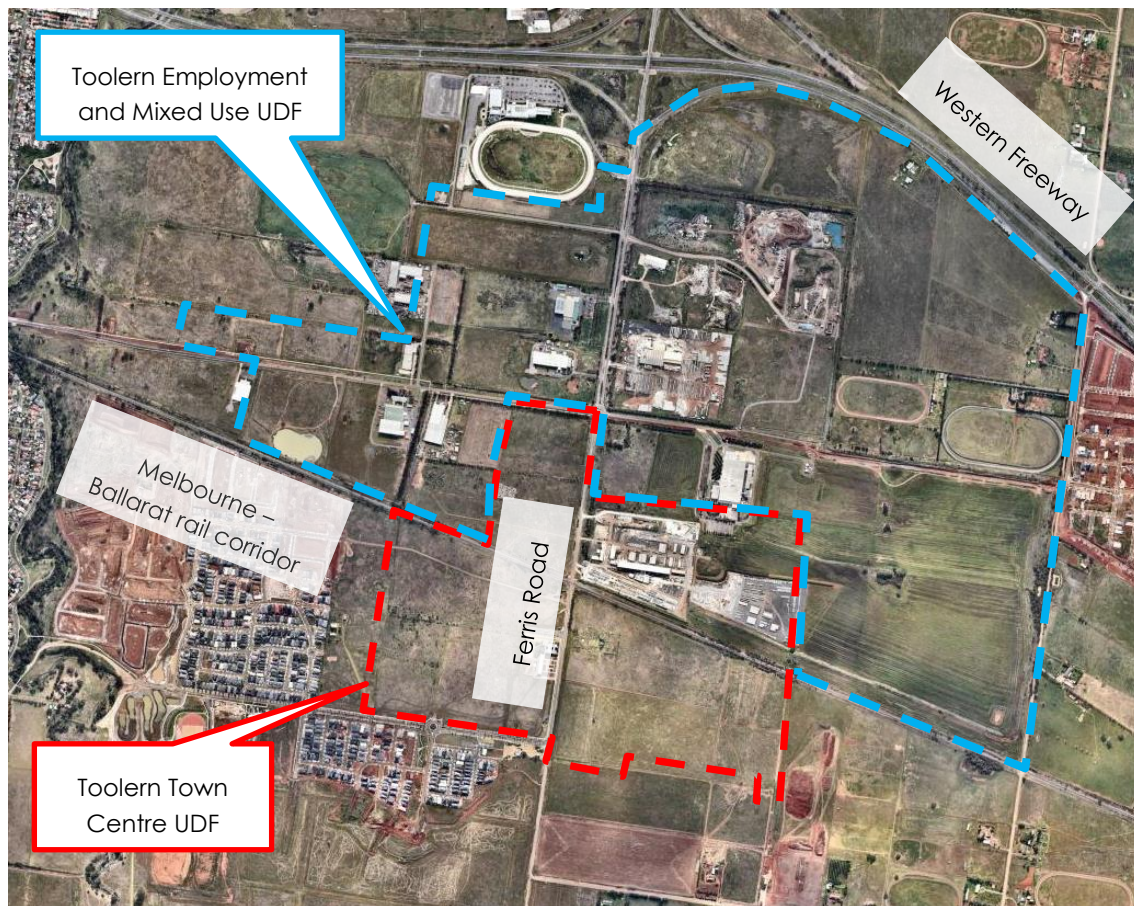 Toolern Employment
and Mixed Use UDF
Western Freeway
Melbourne –
Ballarat rail corridor
Ferris Road
Toolern Town
Centre UDF